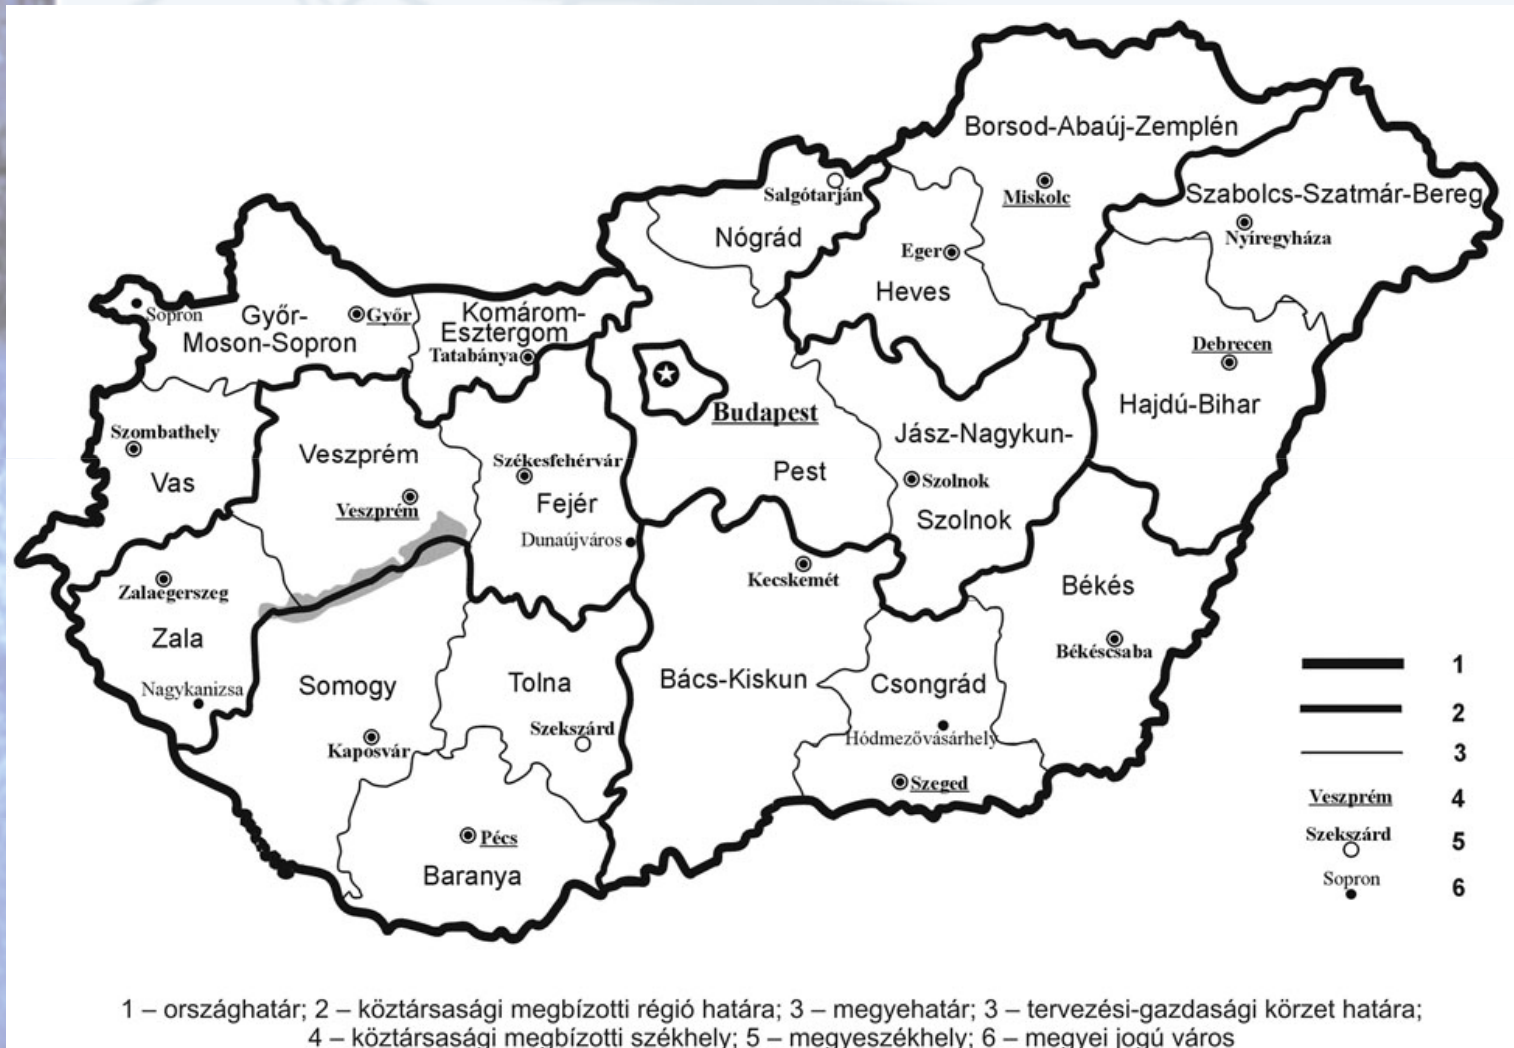 Borsod-Abaúj-Zemplén
Salgótarján
Miskolc
Szabolcs-Szatmár-Bereg
Nógrád
Nyíregyháza
Eger
Heves
Sopron
Győr-
Moson-Sopron
Győr
Komárom-
Esztergom
Tatabánya
Debrecen
Hajdú-Bihar
Budapest
Szombathely
Vas
Veszprém
Veszprém
Székesfehérvár
Fejér
Dunaújváros
Pest
Jász-Nagykun-
Szolnok
Szolnok
Kecskemét
Zalaegerszeg
Zala
Nagykanizsa
Békés
Békéscsaba
Somogy
Kaposvár
Tolna
Szekszárd
Bács-Kiskun
Csongrád
Hódmezővásárhely
Szeged
Pécs
Baranya
1
2
3
Veszprém 4
Szekszárd 5
Sopron 6
1 – országhatár; 2 – köztársasági megbízotti régió határa; 3 – megyehatár; 3 – tervezési-gazdasági körzet határa;
4 – köztársasági megbízotti székhely; 5 – megyeszékhely; 6 – megyei jogú város